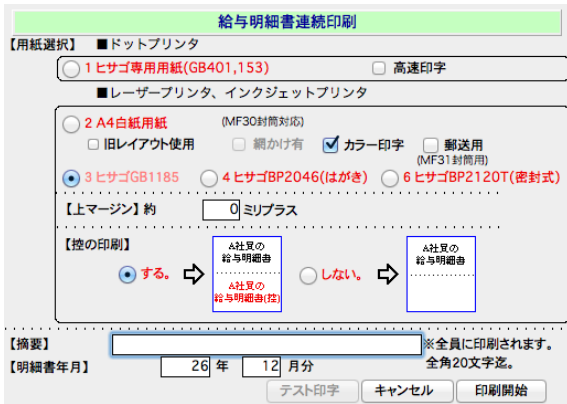 給与明細書連続印刷
【用紙選択】 ■ドットプリンタ
1 ヒサゴ専用用紙(GB401,153) 高速印字
■レーザープリンタ、インクジェットプリンタ
2 A4白紙用紙 (MF30封筒対応)
旧レイアウト使用 網かけ有 カラー印字 郵送用
(MF31封筒用)
3 ヒサゴGB1185 4 ヒサゴBP2046(はがき) 6 ヒサゴBP2120T(密封式)
【上マージン】約 0 ミリプラス
【控の印刷】
する。
A社員の
給与明細書
A社員の
給与明細書(控)
しない。
A社員の
給与明細書
【摘要】 ※全員に印刷されます。
全角20文字迄。
【明細書年月】 26 年 12 月分
テスト印字 キャンセル 印刷開始